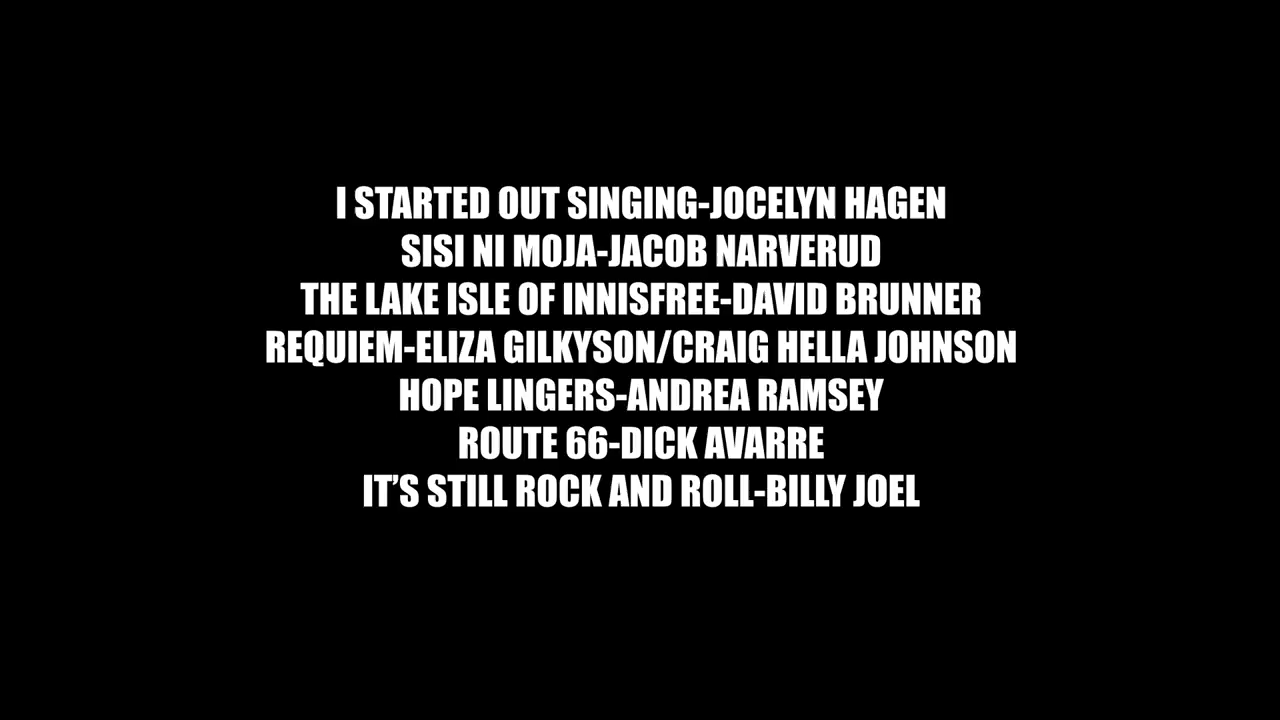 I STARTED OUT SINGING-JOCELYN HAGEN
SISI NI MOJA-JACOB NARVERUD
THE LAKE ISLE OF INNISFREE-DAVID BRUNNER
REQUIEM-ELIZA GILKYSON/CRAIG HELLA JOHNSON
HOPE LINGERS-ANDREA RAMSEY
ROUTE 66-DICK AVARRE
IT’S STILL ROCK AND ROLL-BILLY JOEL